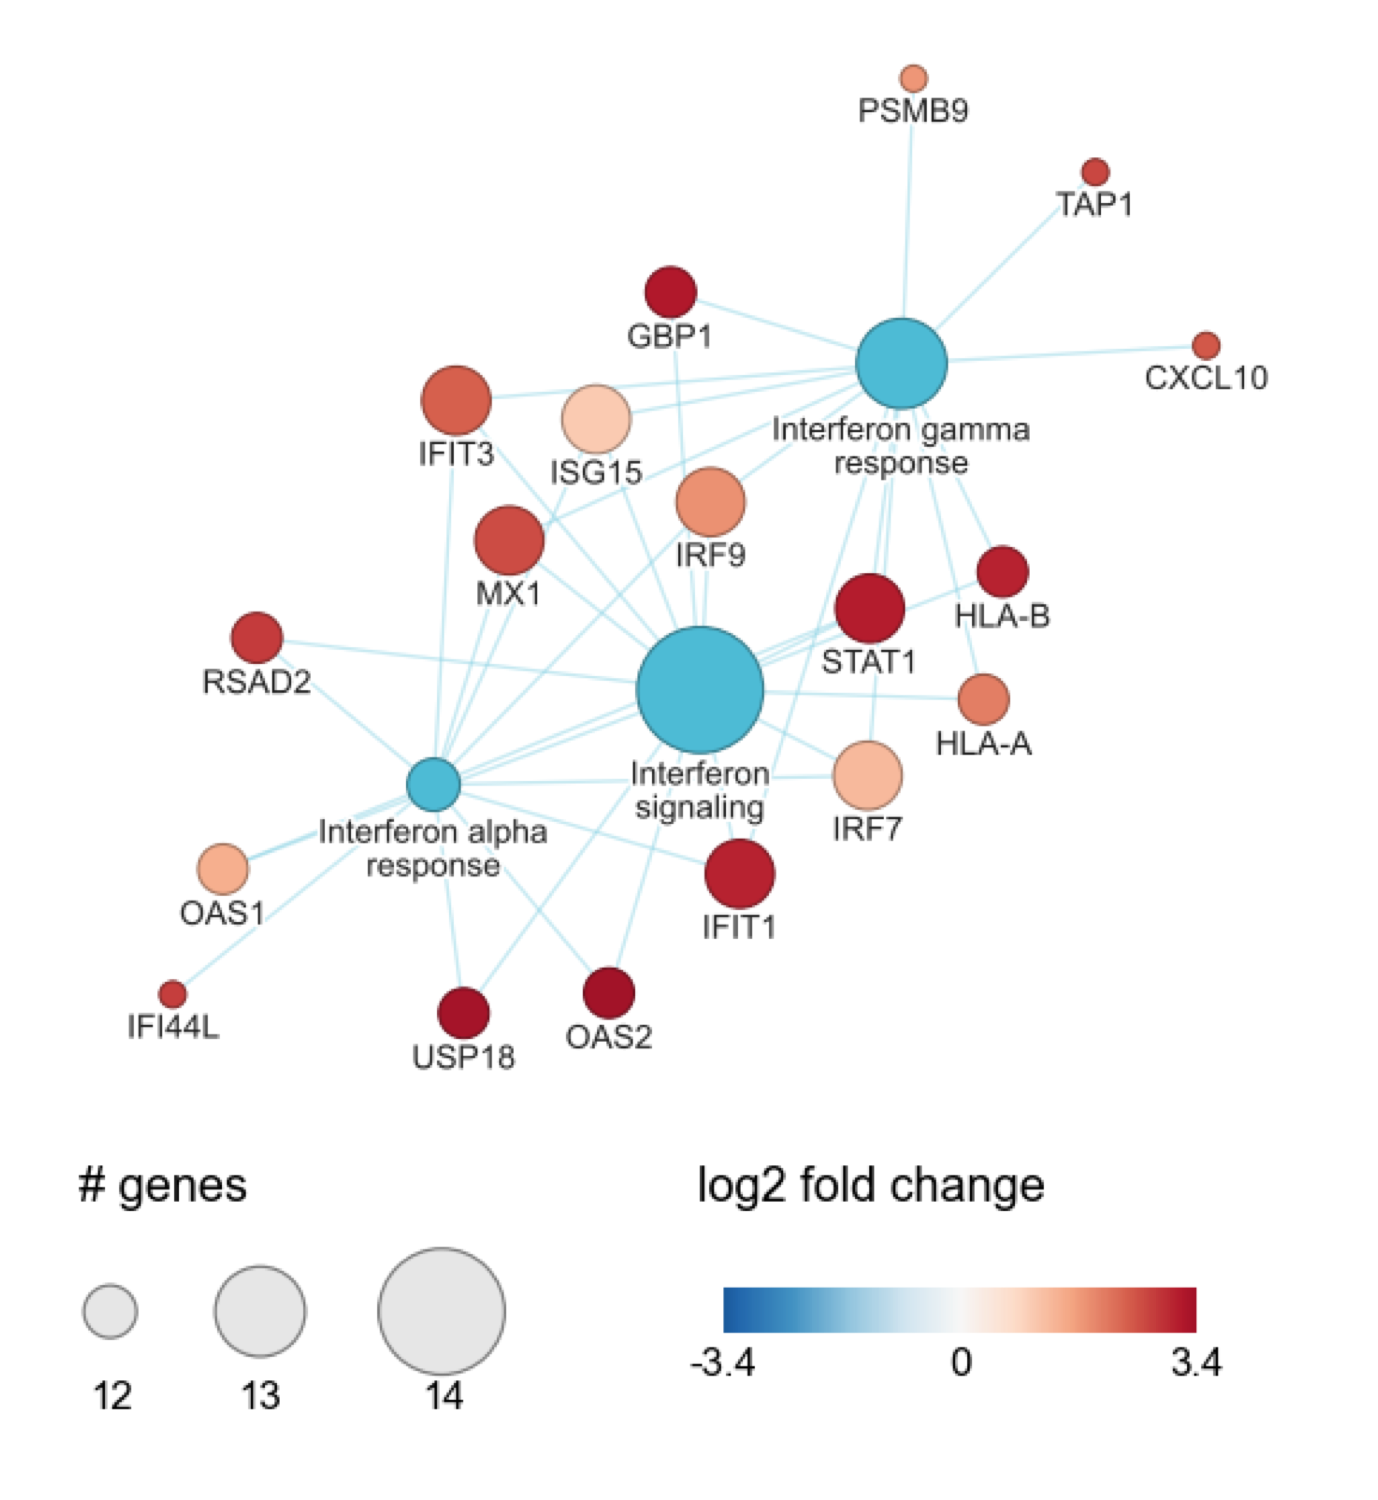 PSMB9
TAP1
GBP1
CXCL10
Interferon gamma
response
IFIT3
ISG15
IRF9
MX1
HLA-B
STAT1
RSAD2
HLA-A
Interferon
signaling
IRF7
Interferon alpha
response
OAS1
IFIT1
IFI44L
OAS2
USP18
# genes
12
13
14
log2 fold change
-3.4
0
3.4